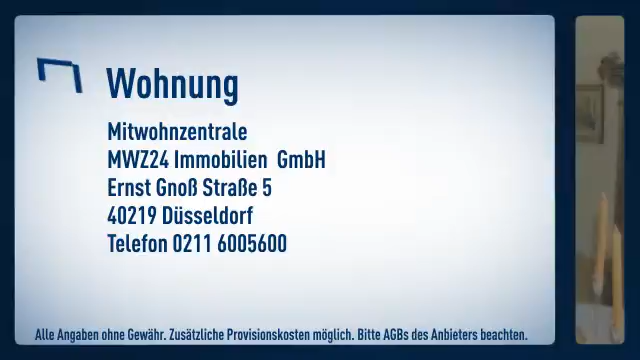 Wohnung
Mitwohnzentrale
MWZ24 Immobilien GmbH
Ernst Gnoß Straße 5
40219 Düsseldorf
Telefon 0211 6005600
Alle Angaben ohne Gewähr. Zusätzliche Provisionskosten möglich. Bitte AGBs des Anbieters beachten.